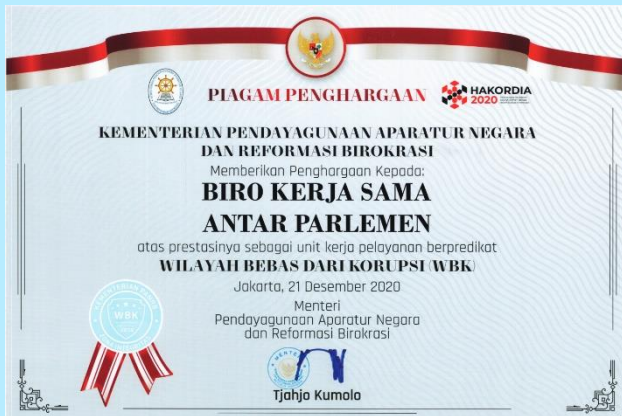 PIAGAM PENGHARGAAN
HAKORDIA
2020
KEMENTERIAN PENDAYAGUNAAN APARATUR NEGARA
DAN REFORMASI BIROKRASI
Memberikan Penghargaan Kepada:
BIRO KERJA SAMA
ANTAR PARLEMEN
atas prestasinya sebagai unit kerja pelayanan berpredikat
WILAYAH BEBAS DARI KORUPSI (WBK)
Jakarta, 21 Desember 2020
Menteri
Pendayagunaan Aparatur Negara
dan Reformasi Birokrasi
WBK
MENTERI
Tjahjo Kumolo